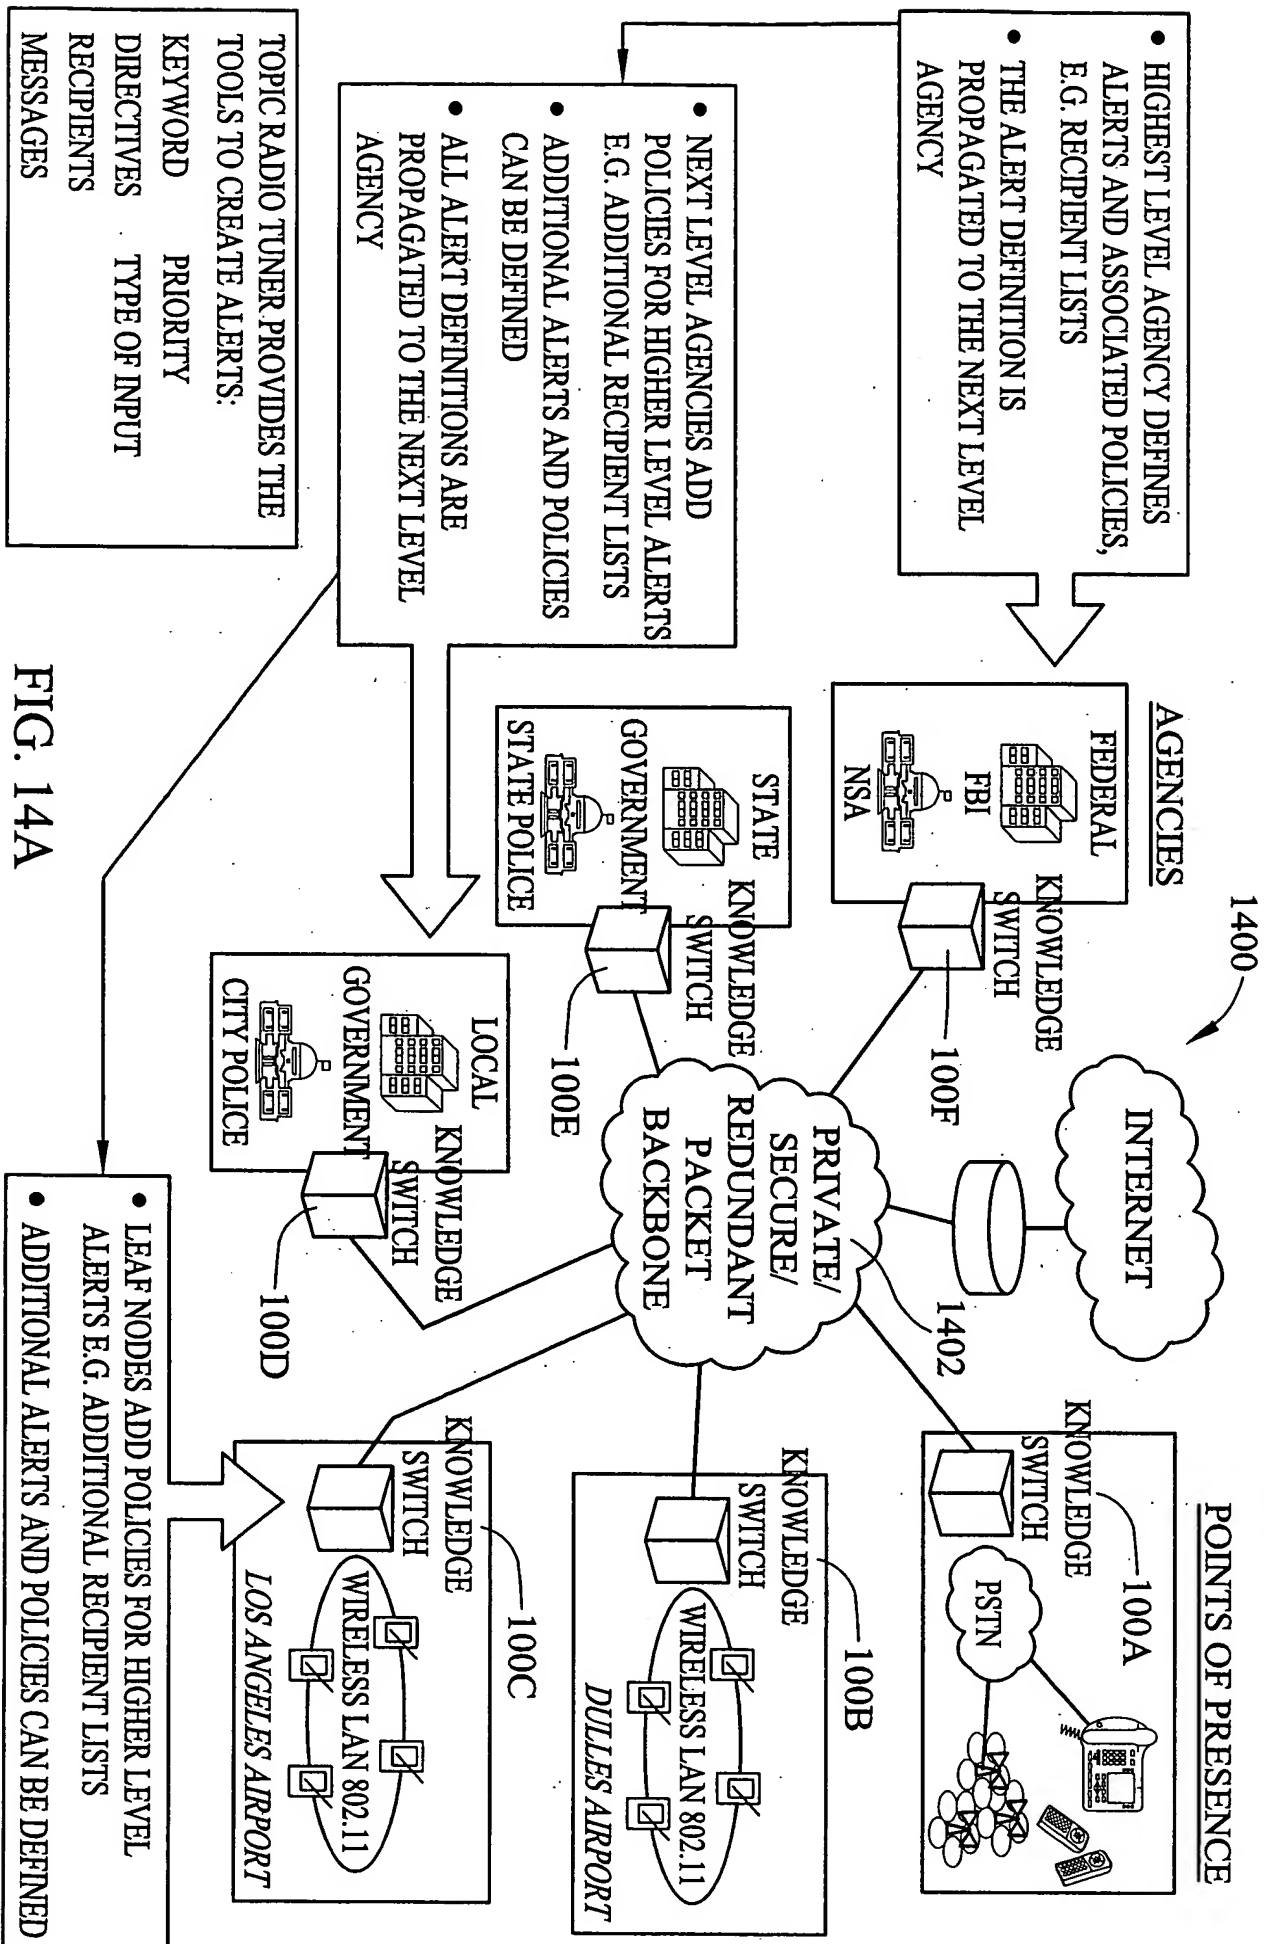 1400
INTERNET
AGENCIES
POINTS OF PRESENCE
● HIGHEST LEVEL AGENCY DEFINES
ALERTS AND ASSOCIATED POLICIES,
E.G. RECIPIENT LISTS
● THE ALERT DEFINITION IS
PROPAGATED TO THE NEXT LEVEL
AGENCY
FEDERAL
FBI
NSA
KNOWLEDGE
SWITCH
100F
KNOWLEDGE
SWITCH
100A
PSTN
● NEXT LEVEL AGENCIES ADD
POLICIES FOR HIGHER LEVEL ALERTS
E.G. ADDITIONAL RECIPIENT LISTS
● ADDITIONAL ALERTS AND POLICIES
CAN BE DEFINED
● ALL ALERT DEFINITIONS ARE
PROPAGATED TO THE NEXT LEVEL
AGENCY
STATE
GOVERNMENT
STATE POLICE
KNOWLEDGE
SWITCH
100E
PRIVATE/
SECURE/
REDUNDANT
PACKET
BACKBONE
1402
KNOWLEDGE
SWITCH
100B
WIRELESS LAN 802.11
DULLES AIRPORT
LOCAL
GOVERNMENT
CITY POLICE
KNOWLEDGE
SWITCH
100D
KNOWLEDGE
SWITCH
100C
WIRELESS LAN 802.11
LOS ANGELES AIRPORT
TOPIC RADIO TUNER PROVIDES THE
TOOLS TO CREATE ALERTS:
KEYWORD PRIORITY
DIRECTIVES TYPE OF INPUT
RECIPIENTS
MESSAGES
● LEAF NODES ADD POLICIES FOR HIGHER LEVEL
ALERTS E.G. ADDITIONAL RECIPIENT LISTS
● ADDITIONAL ALERTS AND POLICIES CAN BE DEFINED
FIG. 14A